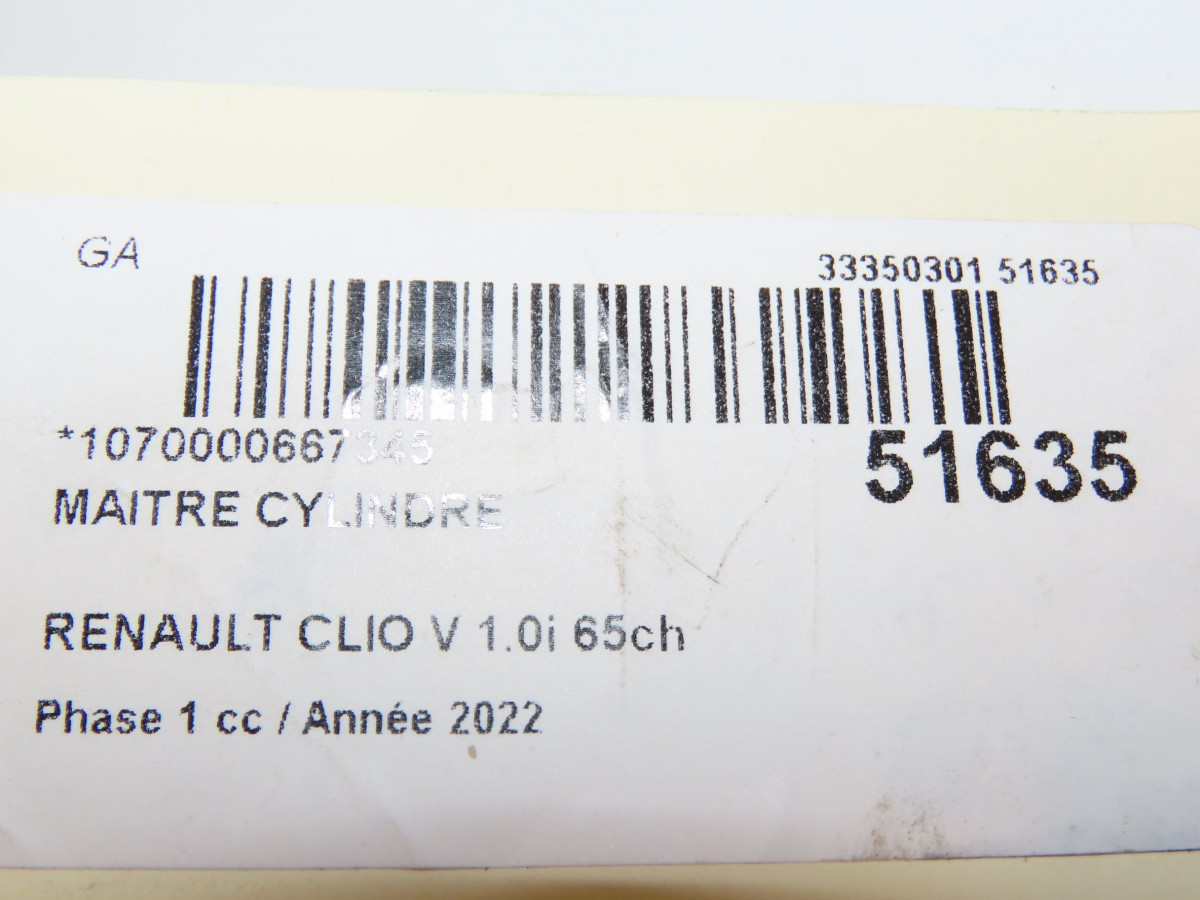 GA
33350301 51635
*1070000667345
51635
MAITRE CYLINDRE
RENAULT CLIO V 1.0i 65ch
Phase 1 cc / Année 2022